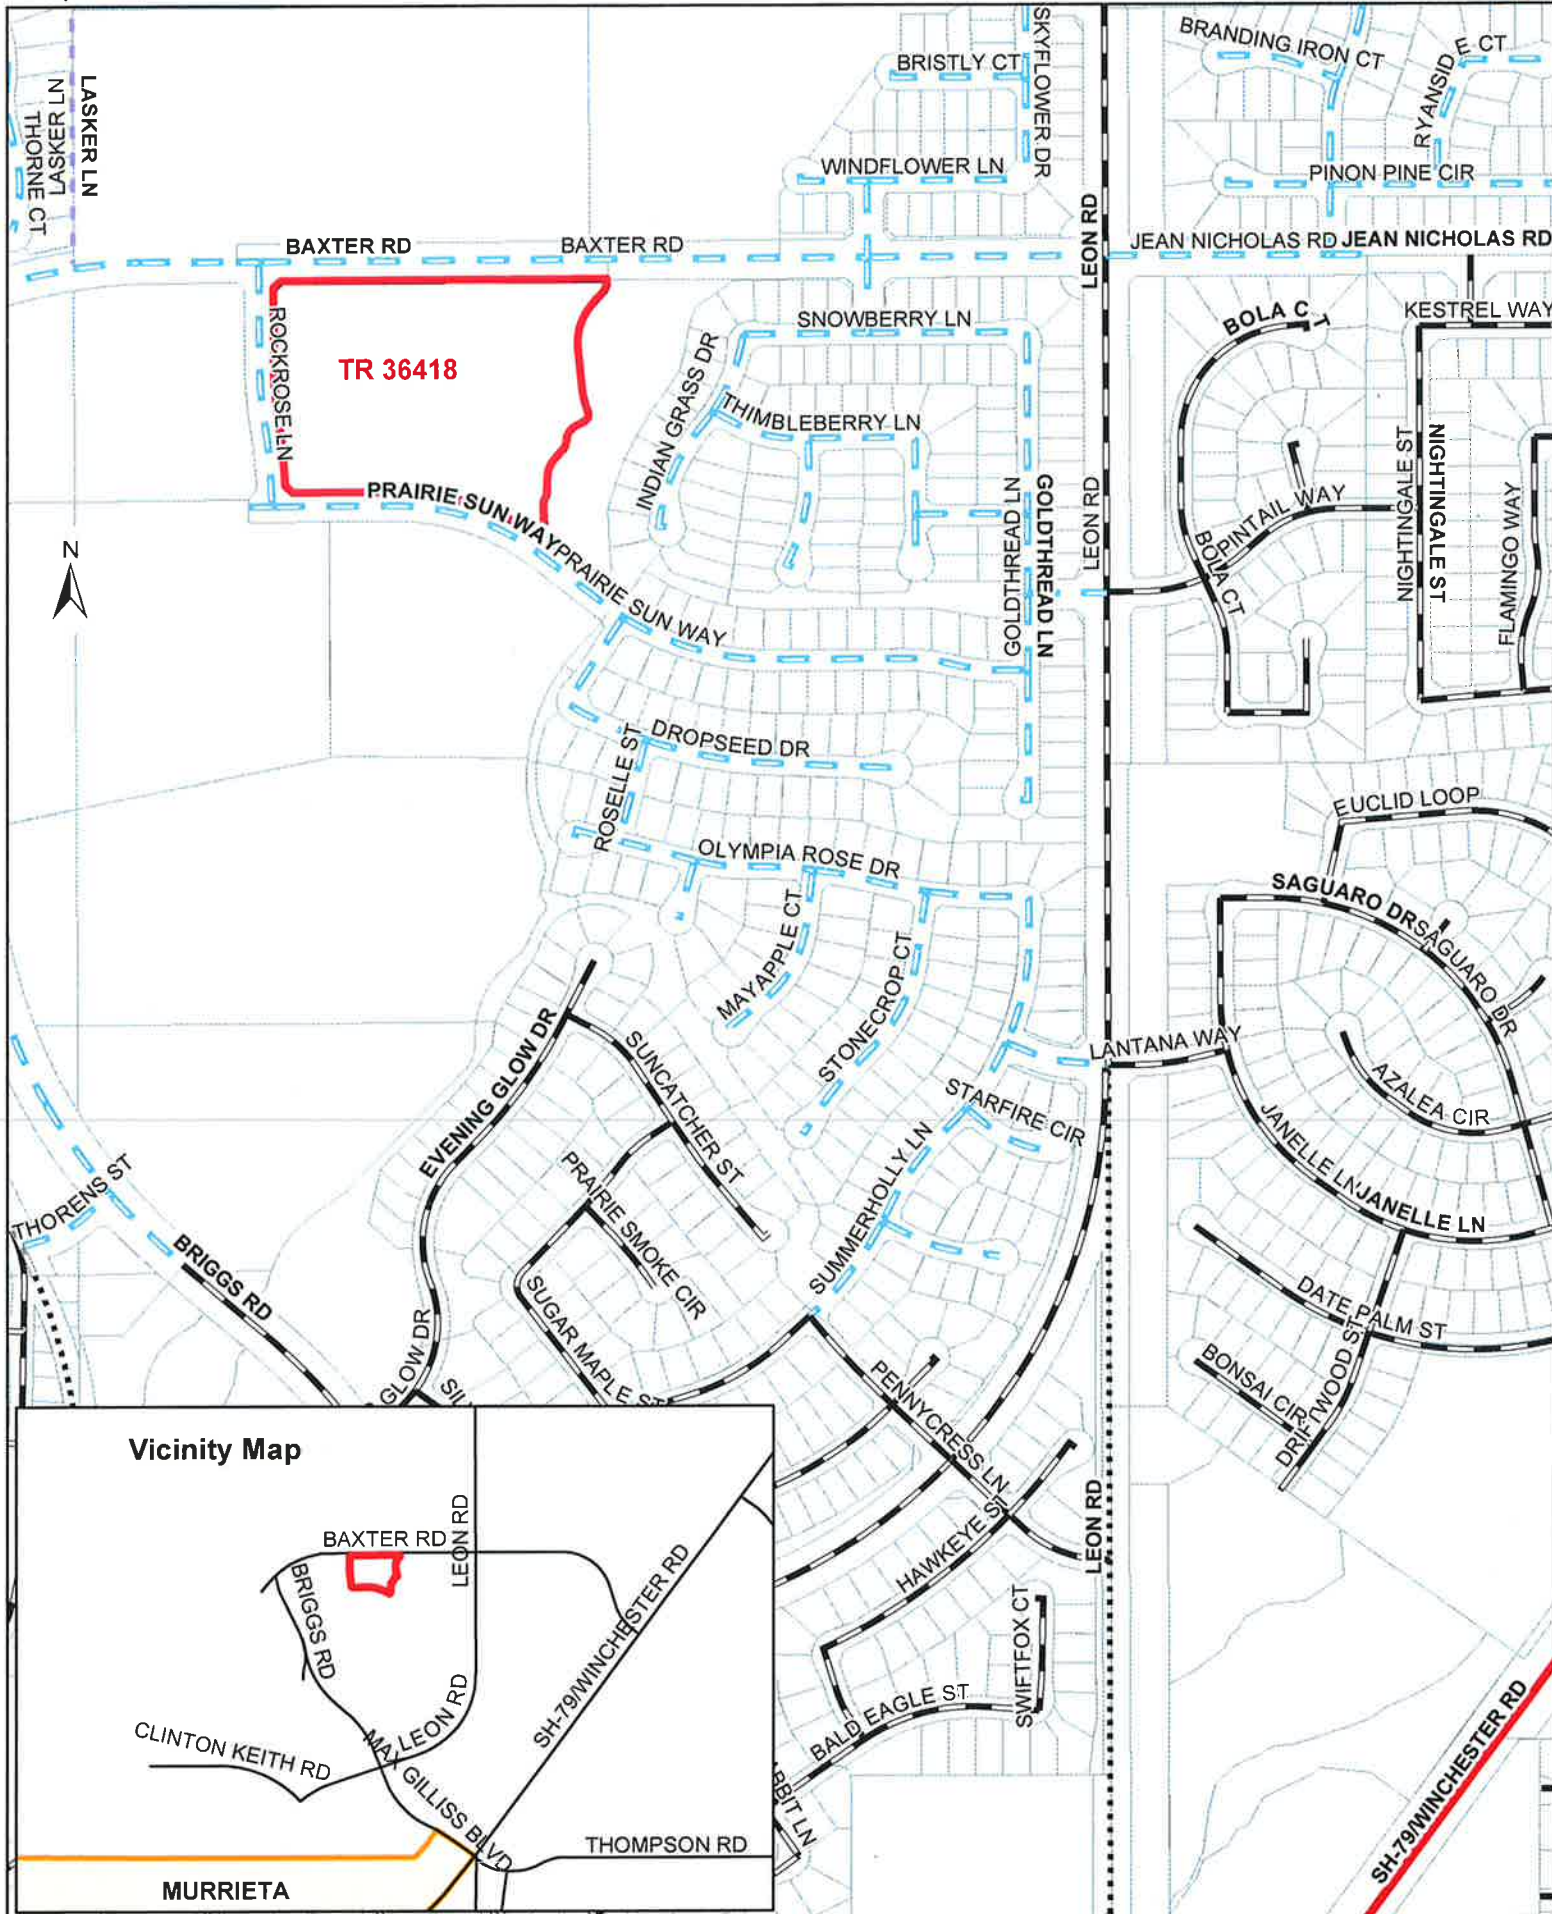 SKYFLOWER DR
BRISTLY CT
BRANDING IRON CT
RYANSID E CT
LASKER LN
LASKER LN
THORNE CT
WINDFLOWER LN
PINON PINE CIR
LEON RD
BAXTER RD
BAXTER RD
JEAN NICHOLAS RD
JEAN NICHOLAS RD
ROCKROSE LN
TR 36418
SNOWBERRY LN
BOLA C T
KESTREL WAY
INDIAN GRASS DR
THIMBLEBERRY LN
NIGHTINGALE ST
NIGHTINGALE ST
PRAIRIE SUN WAY
PRAIRIE SUN WAY
GOLDTHREAD LN
GOLDTHREAD LN
LEON RD
PINTAIL WAY
BOLA CT
FLAMINGO WAY
N
DROPSEED DR
ROSELLE ST
EUCLID LOOP
OLYMPIA ROSE DR
SAGUARO DR
SAGUARO DR
MAYAPPLE CT
STONECROP CT
EVENING GLOW DR
SUNCATCHER ST
LANTANA WAY
STARFIRE CIR
AZALEA CIR
JANELLE LN
JANELLE LN
THORENS ST
PRAIRIE SMOKE CIR
SUMMERHOLLY LN
BRIGGS RD
SUGAR MAPLE ST
DATE PALM ST
GLOW DR
SIL
PENNYCRESS LN
BONSAI CIR
DRIFTWOOD ST
HAWKEYE S
LEON RD
SWIFTFOX CT
BALD EAGLE ST
BBIT LN
SH-79/WINCHESTER RD
Vicinity Map
BAXTER RD
LEON RD
BRIGGS RD
SH-79/WINCHESTER RD
LEON RD
CLINTON KEITH RD
MAX GILLISS BLVD
THOMPSON RD
MURRIETA